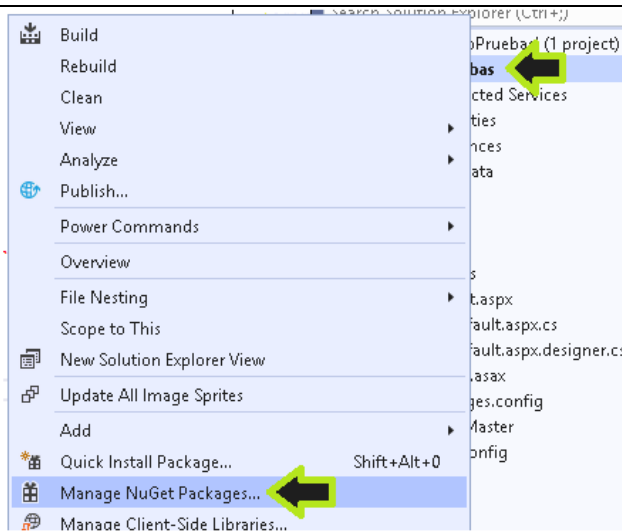 Search Solution Explorer (Ctrl+;)
Build
Pruebas (1 project)
Rebuild
bas
Clean
cted Services
View
ties
nces
Analyze
ata
Publish...
Power Commands
Overview
s
File Nesting
t.aspx
Scope to This
fault.aspx.cs
New Solution Explorer View
fault.aspx.designer.cs
.asax
Update All Image Sprites
ges.config
Add
Master
Quick Install Package... Shift+Alt+0
onfig
Manage NuGet Packages...
Manage Client-Side Libraries...